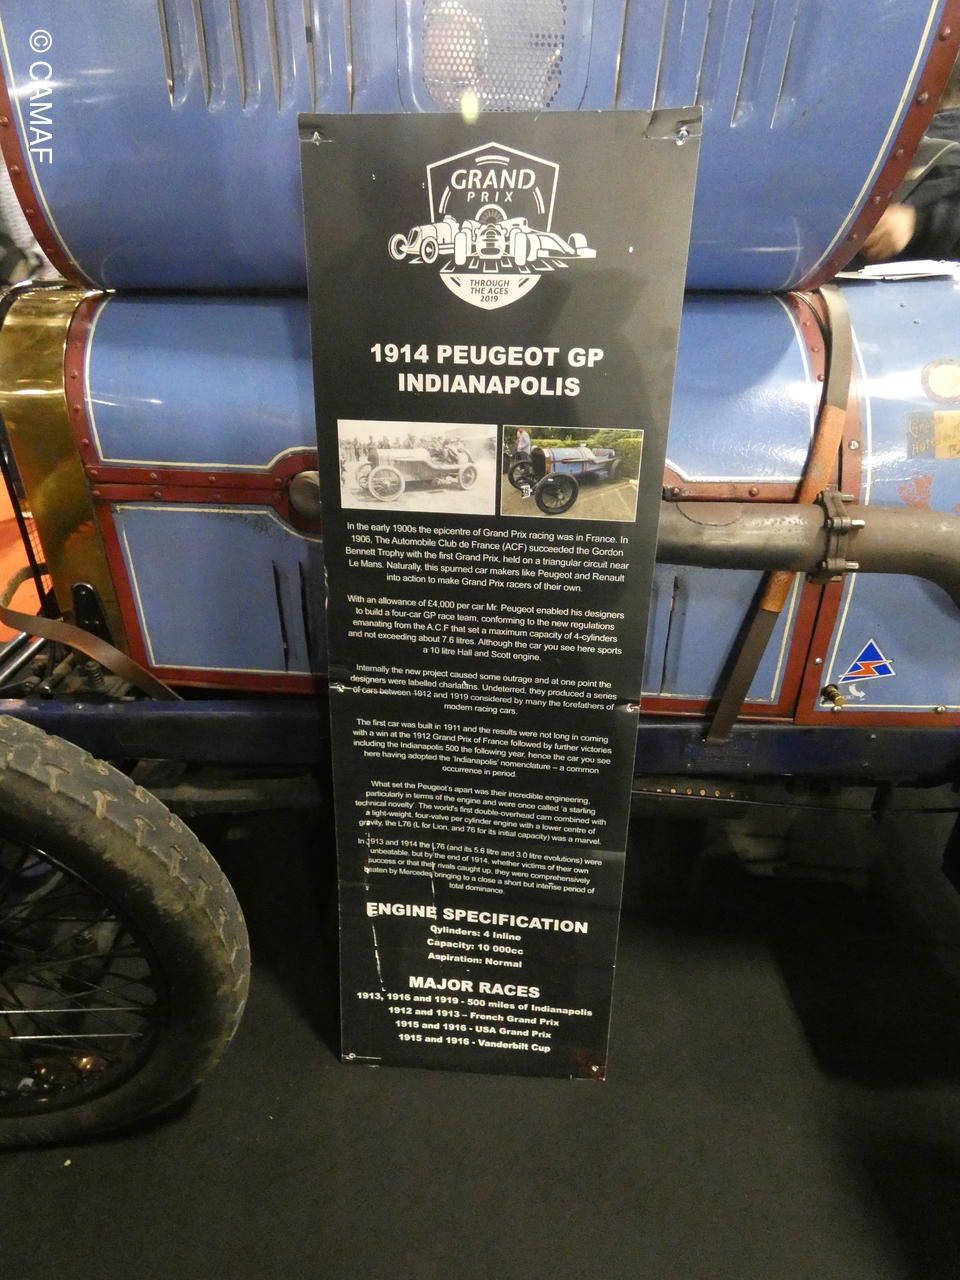 © CAMAF
GRAND
PRIX
THROUGH
THE AGES
2019
1914 PEUGEOT GP
INDIANAPOLIS
In the early 1900s the epicentre of Grand Prix racing was in France. In
1906, The Automobile Club de France (ACF) succeeded the Gordon
Bennett Trophy with the first Grand Prix, held on a triangular circuit near
Le Mans. Naturally, this spurned car makers like Peugeot and Renault
into action to make Grand Prix racers of their own.
With an allowance of £4,000 per car Mr. Peugeot enabled his designers
to build a four-car GP race team, conforming to the new regulations
emanating from the A.C.F that set a maximum capacity of 4-cylinders
and not exceeding about 7.6 litres. Although the car you see here sports
a 10 litre Hall and Scott engine.
Internally the new project caused some outrage and at one point the
designers were labelled charlatans. Undeterred, they produced a series
of cars between 1912 and 1919 considered by many the forefathers of
modern racing cars.
The first car was built in 1911 and the results were not long in coming
with a win at the 1912 Grand Prix of France followed by further victories
including the Indianapolis 500 the following year, hence the car you see
here having adopted the 'Indianapolis' nomenclature – a common
occurrence in period.
What set the Peugeot's apart was their incredible engineering,
particularly in terms of the engine and were once called 'a startling
technical novelty'. The world's first double-overhead cam combined with
a light-weight, four-valve per cylinder engine with a lower centre of
gravity, the L76 (L for Lion, and 76 for its initial capacity) was a marvel.
In 1913 and 1914 the L76 (and its 5.6 litre and 3.0 litre evolutions) were
unbeatable, but by the end of 1914, whether victims of their own
success or that their rivals caught up, they were comprehensively
beaten by Mercedes bringing to a close a short but intense period of
total dominance.
ENGINE SPECIFICATION
Qylinders: 4 Inline
Capacity: 10 000cc
Aspiration: Normal
MAJOR RACES
1913, 1916 and 1919 - 500 miles of Indianapolis
1912 and 1913 – French Grand Prix
1915 and 1916 - USA Grand Prix
1915 and 1916 - Vanderbilt Cup